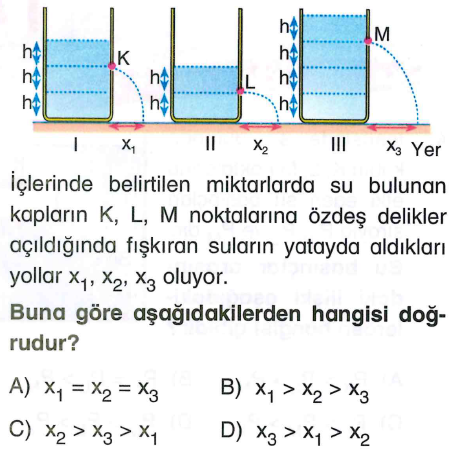 h
h
h
K
h
h
L
h
h
h
h
M
I x₁ II x₂ III x₃ Yer
İçlerinde belirtilen miktarlarda su bulunan
kapların K, L, M noktalarına özdeş delikler
açıldığında fışkıran suların yatayda aldıkları
yollar x₁, x₂, x₃ oluyor.
Buna göre aşağıdakilerden hangisi doğ-
rudur?
A) x₁ = x₂ = x₃ B) x₁ > x₂ > x₃
C) x₂ > x₃ > x₁ D) x₃ > x₁ > x₂